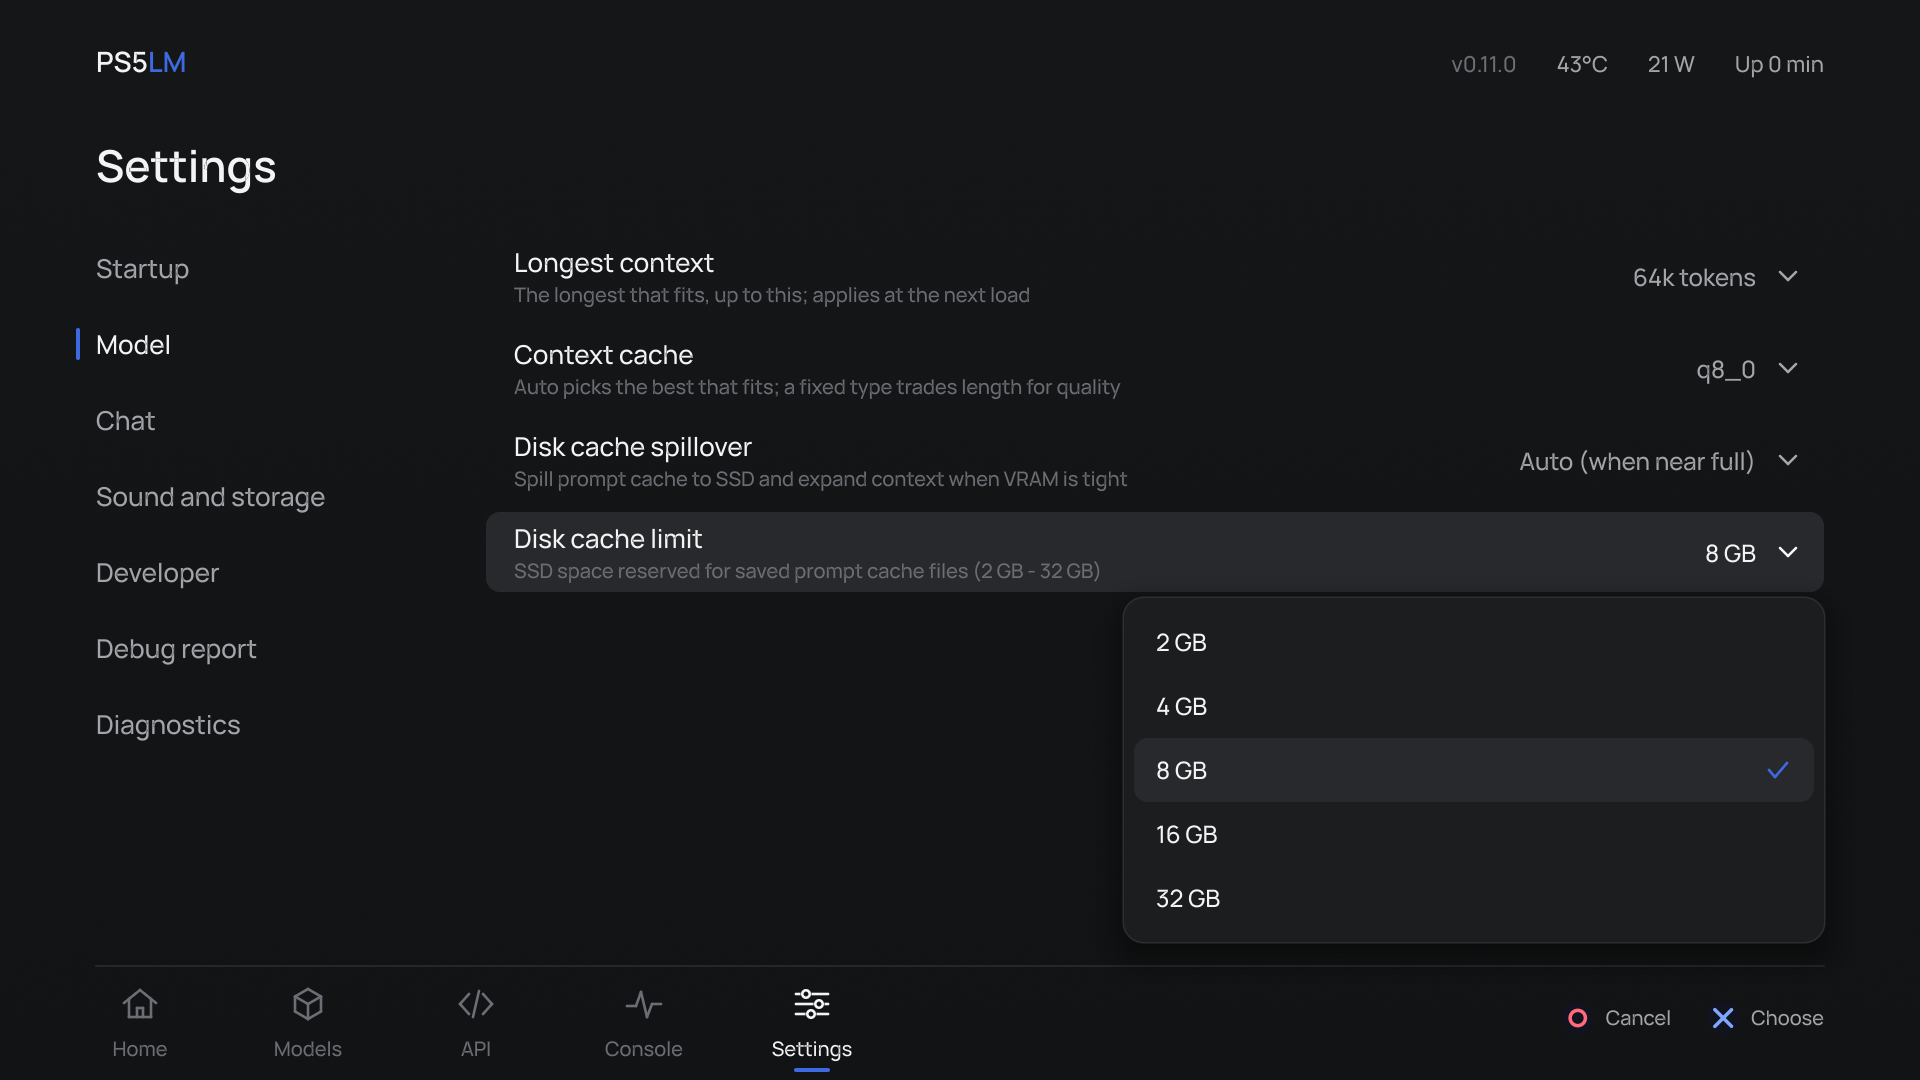 PS5LM
v0.11.0 43°C 21 W Up 0 min
Settings
Startup
Model
Chat
Sound and storage
Developer
Debug report
Diagnostics
Longest context
The longest that fits, up to this; applies at the next load
64k tokens
Context cache
Auto picks the best that fits; a fixed type trades length for quality
q8_0
Disk cache spillover
Spill prompt cache to SSD and expand context when VRAM is tight
Auto (when near full)
Disk cache limit
SSD space reserved for saved prompt cache files (2 GB - 32 GB)
8 GB
2 GB
4 GB
8 GB
16 GB
32 GB
Home
Models
API
Console
Settings
Cancel
Choose